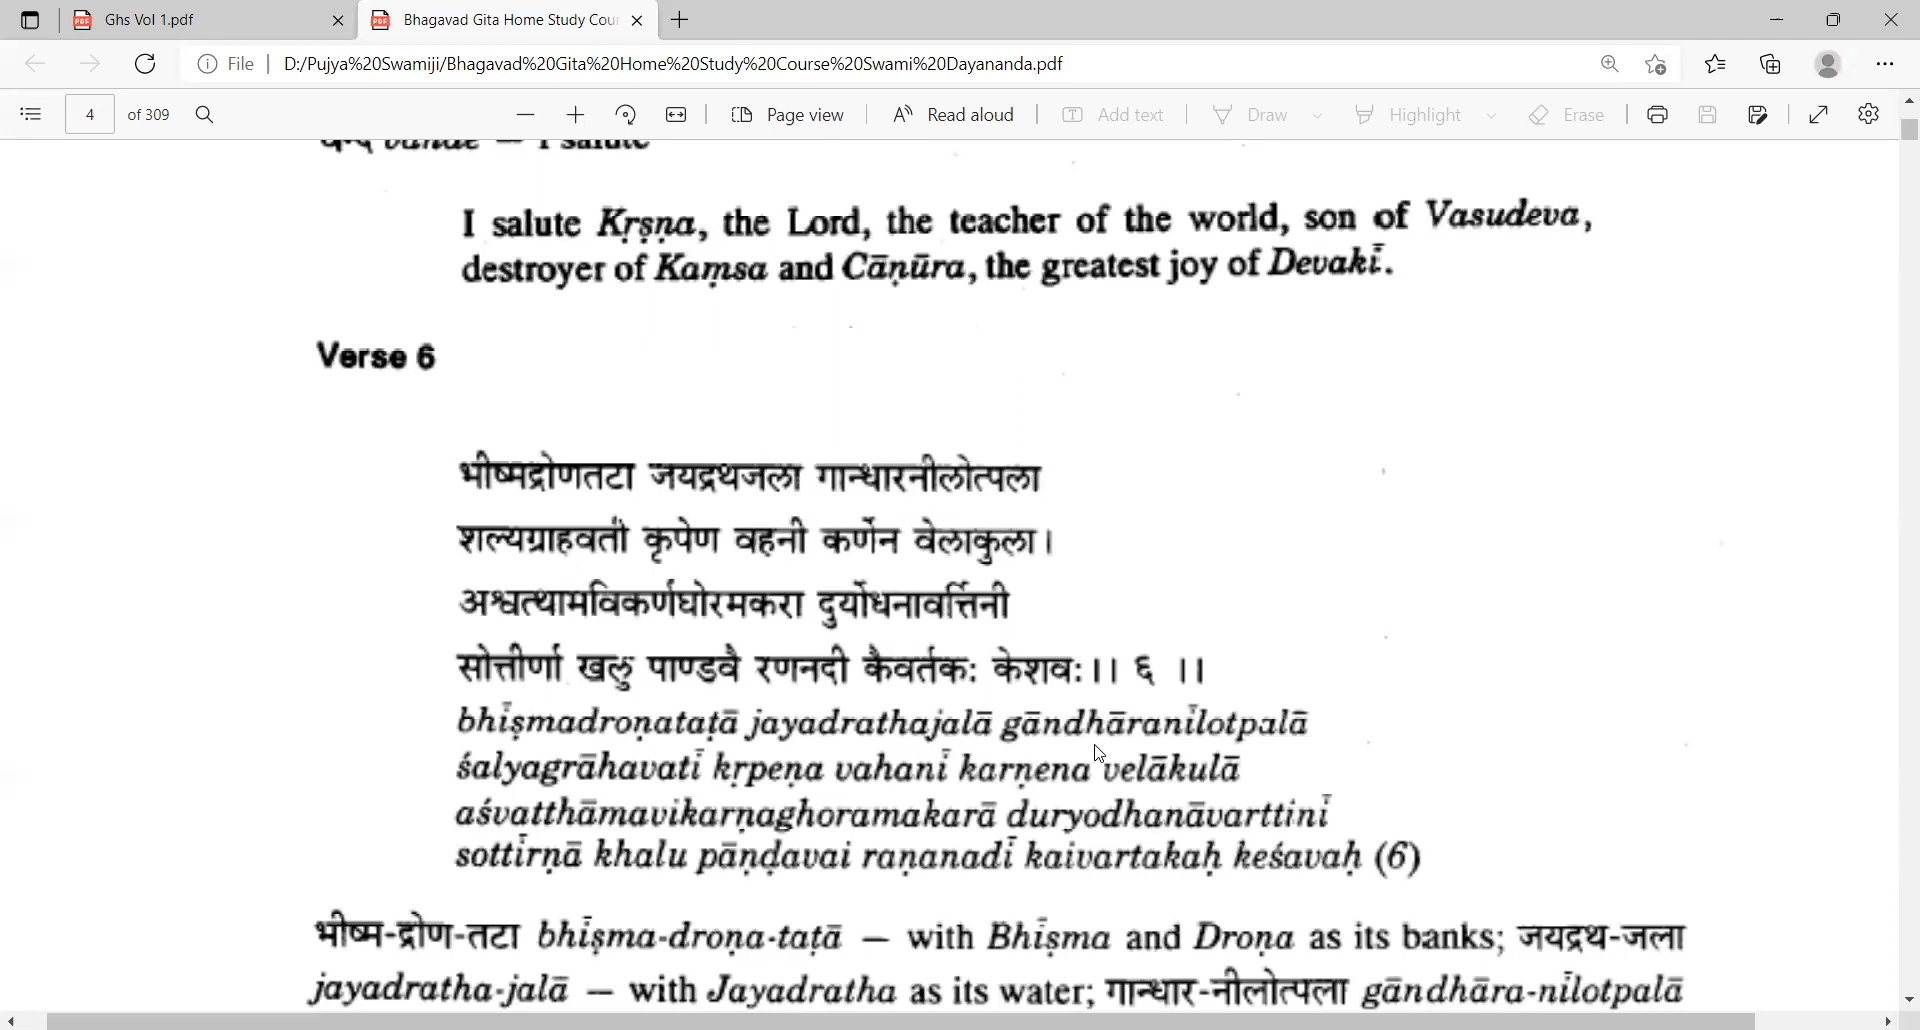 Ghs Vol 1.pdf
Bhagavad Gita Home Study Cour
File
D:/Pujya%20Swamiji/Bhagavad%20Gita%20Home%20Study%20Course%20Swami%20Dayananda.pdf
4 of 309
Page view
Read aloud
Add text
Draw
Highlight
Erase
वन्दे vande — I salute
I salute Kṛṣṇa, the Lord, the teacher of the world, son of Vasudeva,
destroyer of Kaṃsa and Cāṇūra, the greatest joy of Devakī.
Verse 6
भीष्मद्रोणतटा जयद्रथजला गान्धारनीलोत्पला
शल्यग्राहवती कृपेण वहनी कर्णेन वेलाकुला।
अश्वत्थामविकर्णघोरमकरा दुर्योधनावर्त्तिनी
सोत्तीर्णा खलु पाण्डवै रणनदी कैवर्तकः केशवः।। ६ ।।
bhīṣmadroṇataṭā jayadrathajalā gāndhāranīlotpalā
śalyagrāhavatī kṛpeṇa vahanī karṇena velākulā
aśvatthāmavikarṇaghoramakarā duryodhanāvarttinī
sottīrṇā khalu pāṇḍavai raṇanadī kaivartakaḥ keśavaḥ (6)
भीष्म-द्रोण-तटा bhīṣma-droṇa-taṭā — with Bhīṣma and Droṇa as its banks; जयद्रथ-जला
jayadratha-jalā — with Jayadratha as its water; गान्धार-नीलोत्पला gāndhāra-nīlotpalā